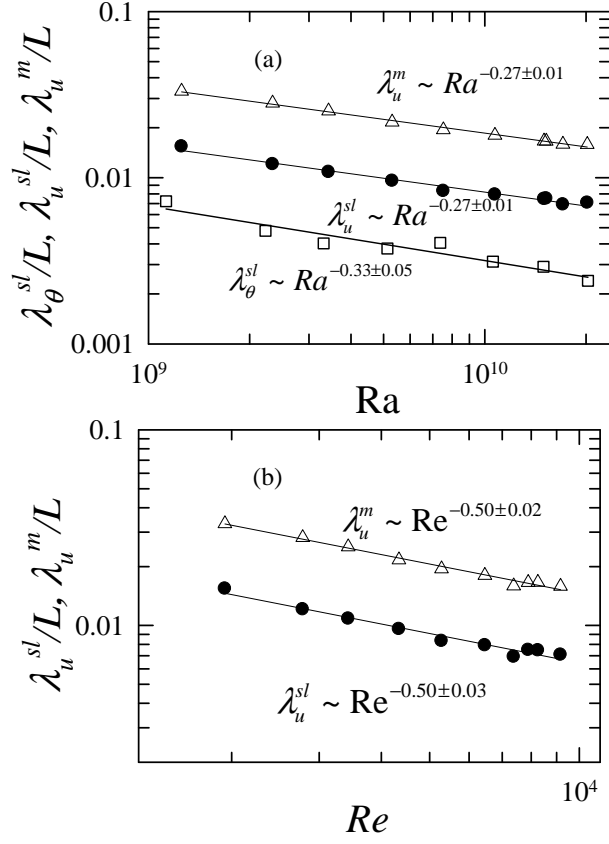 0.1
(a)
λ_u^m ~ Ra^{-0.27±0.01}
λ_θ^{sl}/L, λ_u^{sl}/L, λ_u^m/L
0.01
λ_u^{sl} ~ Ra^{-0.27±0.01}
λ_θ^{sl} ~ Ra^{-0.33±0.05}
0.001
10^9
10^{10}
Ra
0.1
(b)
λ_u^m ~ Re^{-0.50±0.02}
λ_u^{sl}/L, λ_u^m/L
0.01
λ_u^{sl} ~ Re^{-0.50±0.03}
10^4
Re